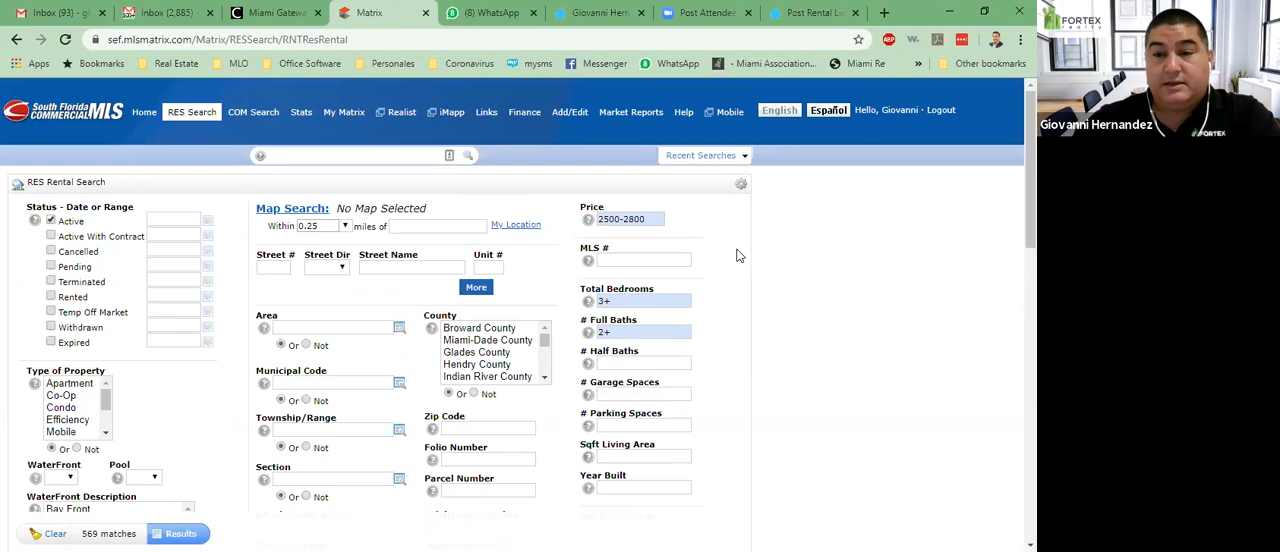 Inbox (93) - g
Inbox (2,885)
Miami Gatewa
Matrix
(8) WhatsApp
Giovanni Hern
Post Attendee
Post Rental Lis
sef.mlsmatrix.com/Matrix/RESSearch/RNTResRental
Apps Bookmarks Real Estate MLO Office Software Personales Contacts mysms Messenger WhatsApp - Miami Association... Miami Re » Other bookmarks
South Florida COMMERCIAL MLS
Home RES Search COM Search Stats My Matrix Realist iMapp Links Finance Add/Edit Market Reports Help Mobile English Español Hello, Giovanni · Logout
Recent Searches
RES Rental Search
Status - Date or Range
Active
Active With Contract
Cancelled
Pending
Terminated
Rented
Temp Off Market
Withdrawn
Expired
Type of Property
Apartment
Co-Op
Condo
Efficiency
Mobile
Or Not
WaterFront Pool
WaterFront Description
Bay Front
Clear 569 matches Results
Map Search: No Map Selected
Within 0.25 miles of My Location
Street # Street Dir Street Name Unit #
More
Area
Or Not
Municipal Code
Or Not
Township/Range
Or Not
Section
Or Not
County
Broward County
Miami-Dade County
Glades County
Hendry County
Indian River County
Or Not
Zip Code
Folio Number
Parcel Number
Price
2500-2800
MLS #
Total Bedrooms
3+
# Full Baths
2+
# Half Baths
# Garage Spaces
# Parking Spaces
Sqft Living Area
Year Built
FORTEX
realty
Giovanni Hernandez
FORTEX